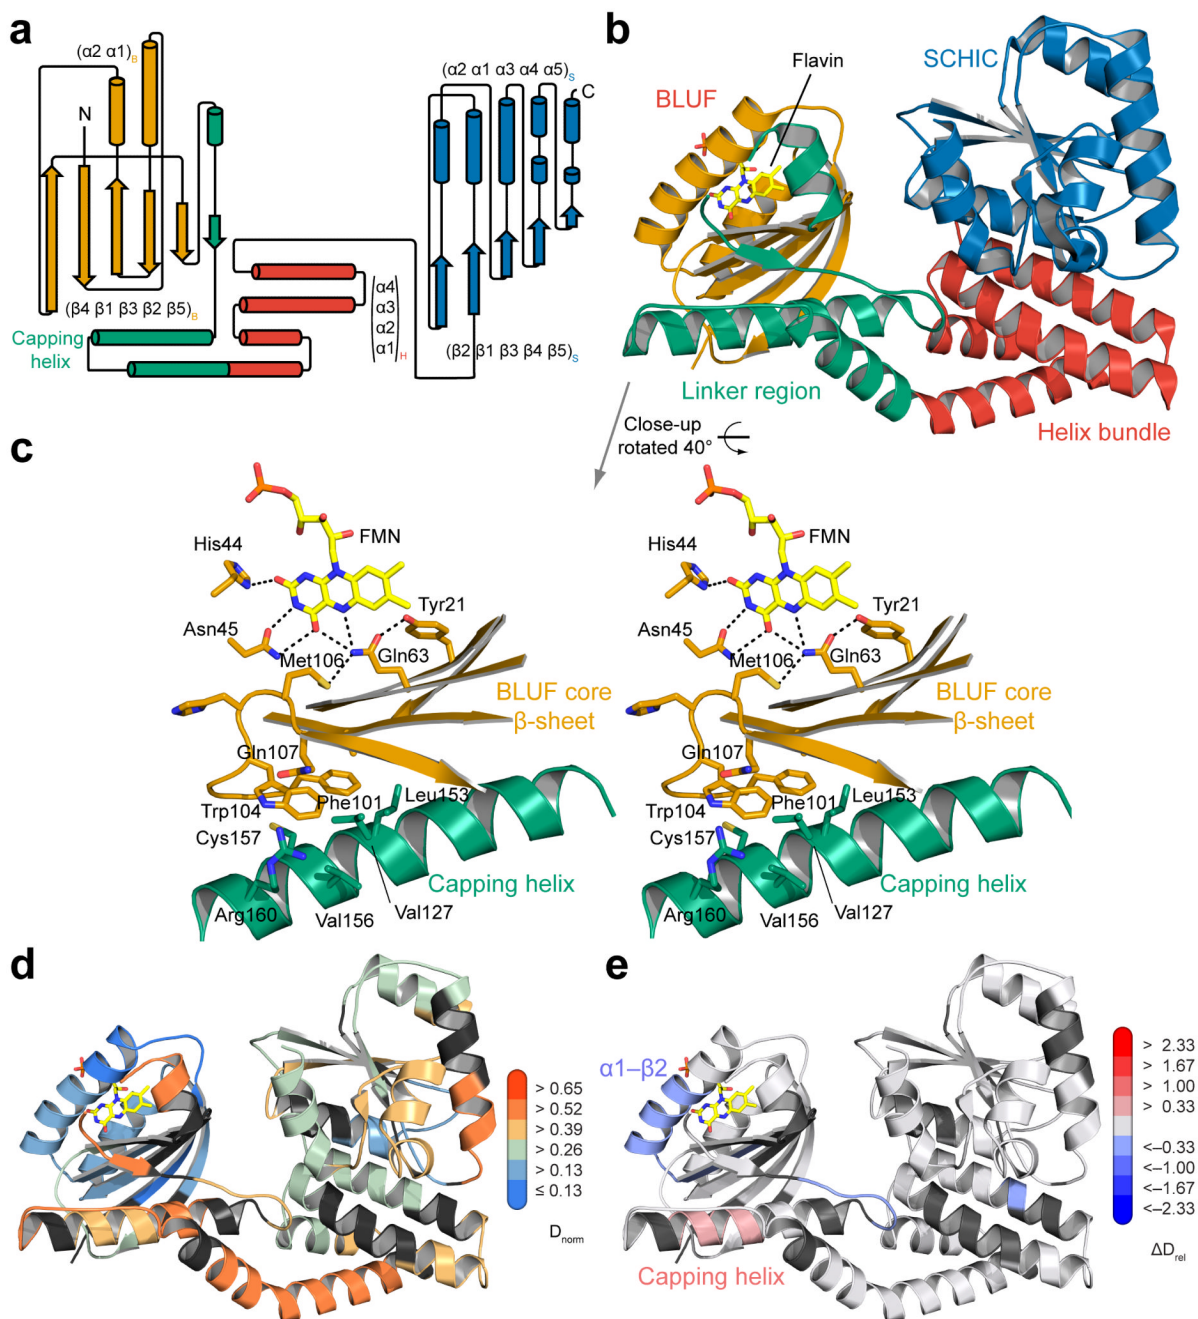 a
(α2 α1)B
N
(β4 β1 β3 β2 β5)B
Capping
helix
α4
α3
α2
α1
H
(α2 α1 α3 α4 α5)S
C
(β2 β1 β3 β4 β5)S
b
Flavin
BLUF
SCHIC
Linker region
Helix bundle
Close-up
rotated 40°
c
FMN
His44
Tyr21
Asn45
Met106
Gln63
BLUF core
β-sheet
Gln107
Trp104
Phe101
Leu153
Cys157
Capping helix
Arg160
Val156
Val127
FMN
His44
Tyr21
Asn45
Met106
Gln63
BLUF core
β-sheet
Gln107
Trp104
Phe101
Leu153
Cys157
Capping helix
Arg160
Val156
Val127
d
> 0.65
> 0.52
> 0.39
> 0.26
> 0.13
≤ 0.13
Dnorm
e
α1–β2
Capping helix
> 2.33
> 1.67
> 1.00
> 0.33
<–0.33
<–1.00
<–1.67
<–2.33
ΔDrel